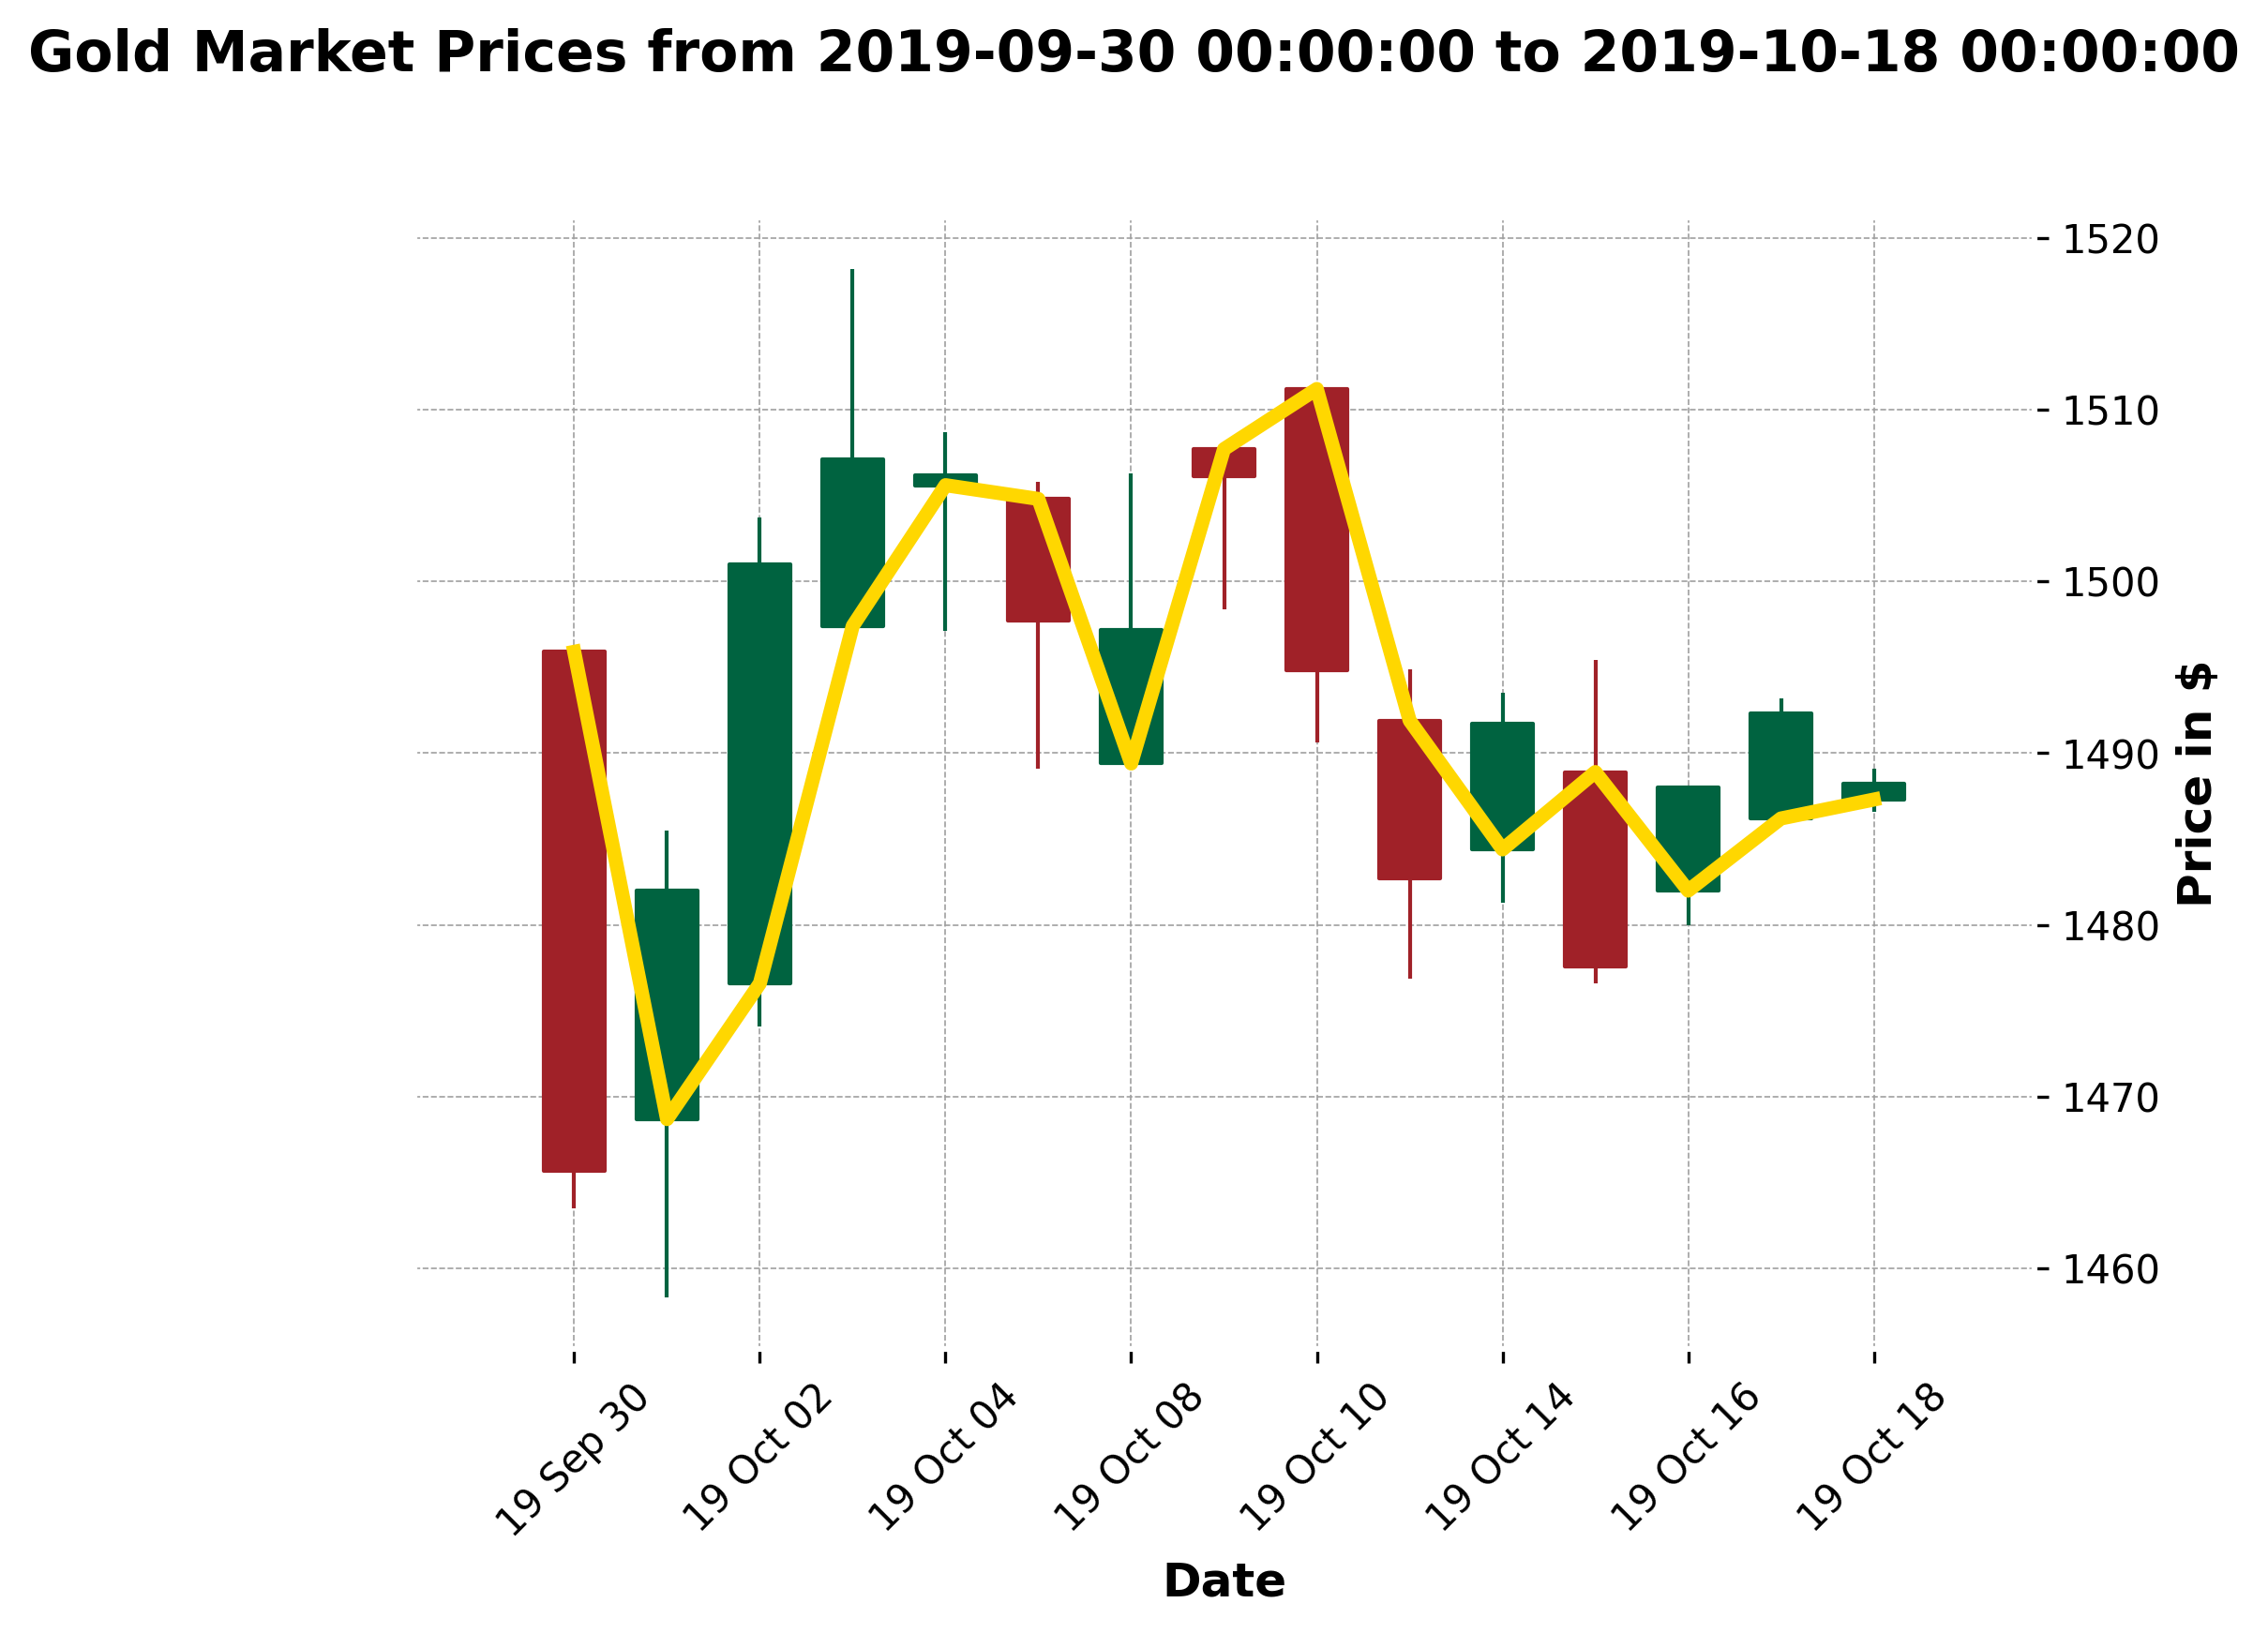 Gold Market Prices from 2019-09-30 00:00:00 to 2019-10-18 00:00:00
1520
1510
1500
1490
1480
1470
1460
Price in $
19 Sep 30
19 Oct 02
19 Oct 04
19 Oct 08
19 Oct 10
19 Oct 14
19 Oct 16
19 Oct 18
Date